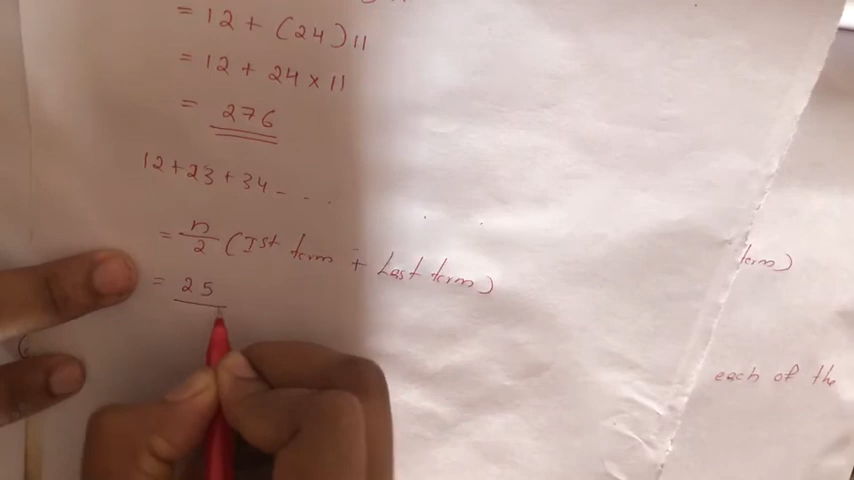 = 12 + (24) 11
= 12 + 24 × 11
= 276
12 + 23 + 34 - - - .
= n/2 (Ist term + Last term)
= 25
term)
each of the